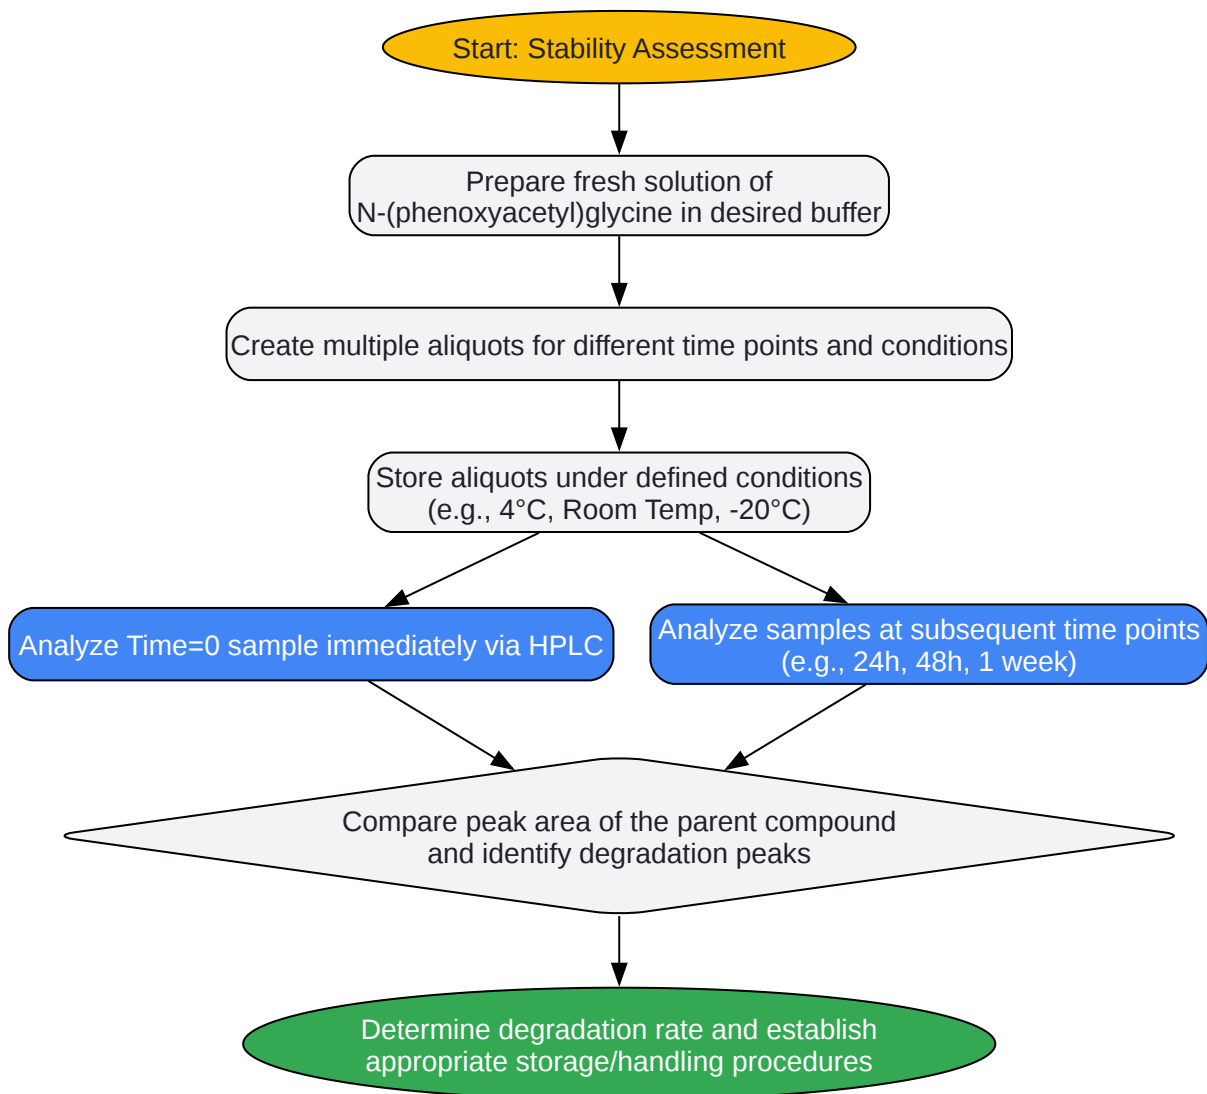 Start: Stability Assessment
Prepare fresh solution of
N-(phenoxyacetyl)glycine in desired buffer
Create multiple aliquots for different time points and conditions
Store aliquots under defined conditions
(e.g., 4°C, Room Temp, -20°C)
Analyze Time=0 sample immediately via HPLC
Analyze samples at subsequent time points
(e.g., 24h, 48h, 1 week)
Compare peak area of the parent compound
and identify degradation peaks
Determine degradation rate and establish
appropriate storage/handling procedures